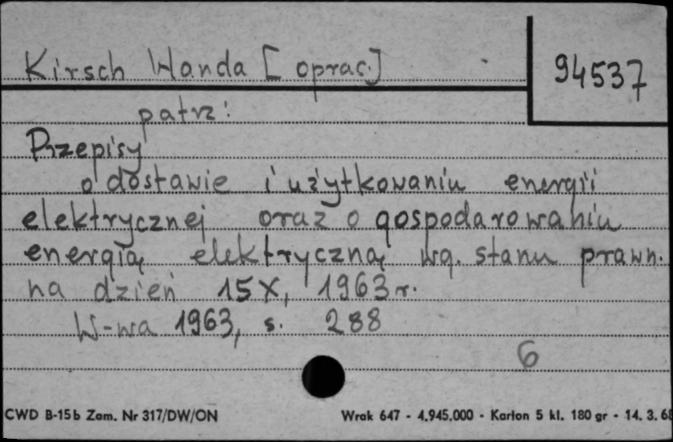 Kirsch Wanda [oprac.]
94537
patrz:
Przepisy
o dostawie i użytkowaniu energii
elektrycznej oraz o gospodarowaniu
energią elektryczną wg. stanu prawn.
na dzień 15 X, 1963 r.
W-wa 1963, s. 288
6
CWD B-15b Zam. Nr 317/DW/ON
Wrak 647 - 4.945.000 - Karton 5 kl. 180 gr - 14. 3. 68